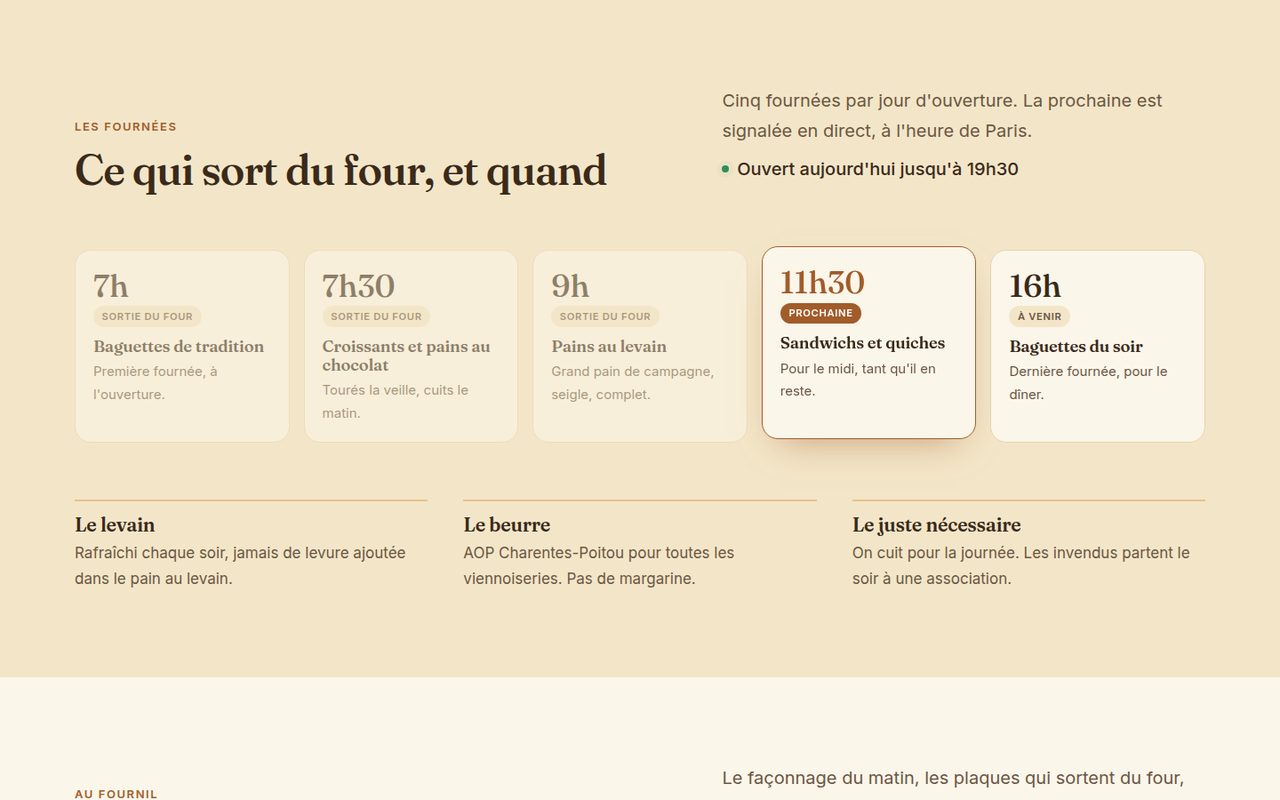 LES FOURNÉES
Ce qui sort du four, et quand
Cinq fournées par jour d'ouverture. La prochaine est
signalée en direct, à l'heure de Paris.
Ouvert aujourd'hui jusqu'à 19h30
7h
SORTIE DU FOUR
Baguettes de tradition
Première fournée, à
l'ouverture.
7h30
SORTIE DU FOUR
Croissants et pains au
chocolat
Tourés la veille, cuits le
matin.
9h
SORTIE DU FOUR
Pains au levain
Grand pain de campagne,
seigle, complet.
11h30
PROCHAINE
Sandwichs et quiches
Pour le midi, tant qu'il en
reste.
16h
À VENIR
Baguettes du soir
Dernière fournée, pour le
dîner.
Le levain
Rafraîchi chaque soir, jamais de levure ajoutée
dans le pain au levain.
Le beurre
AOP Charentes-Poitou pour toutes les
viennoiseries. Pas de margarine.
Le juste nécessaire
On cuit pour la journée. Les invendus partent le
soir à une association.
AU FOURNIL
Le façonnage du matin, les plaques qui sortent du four,